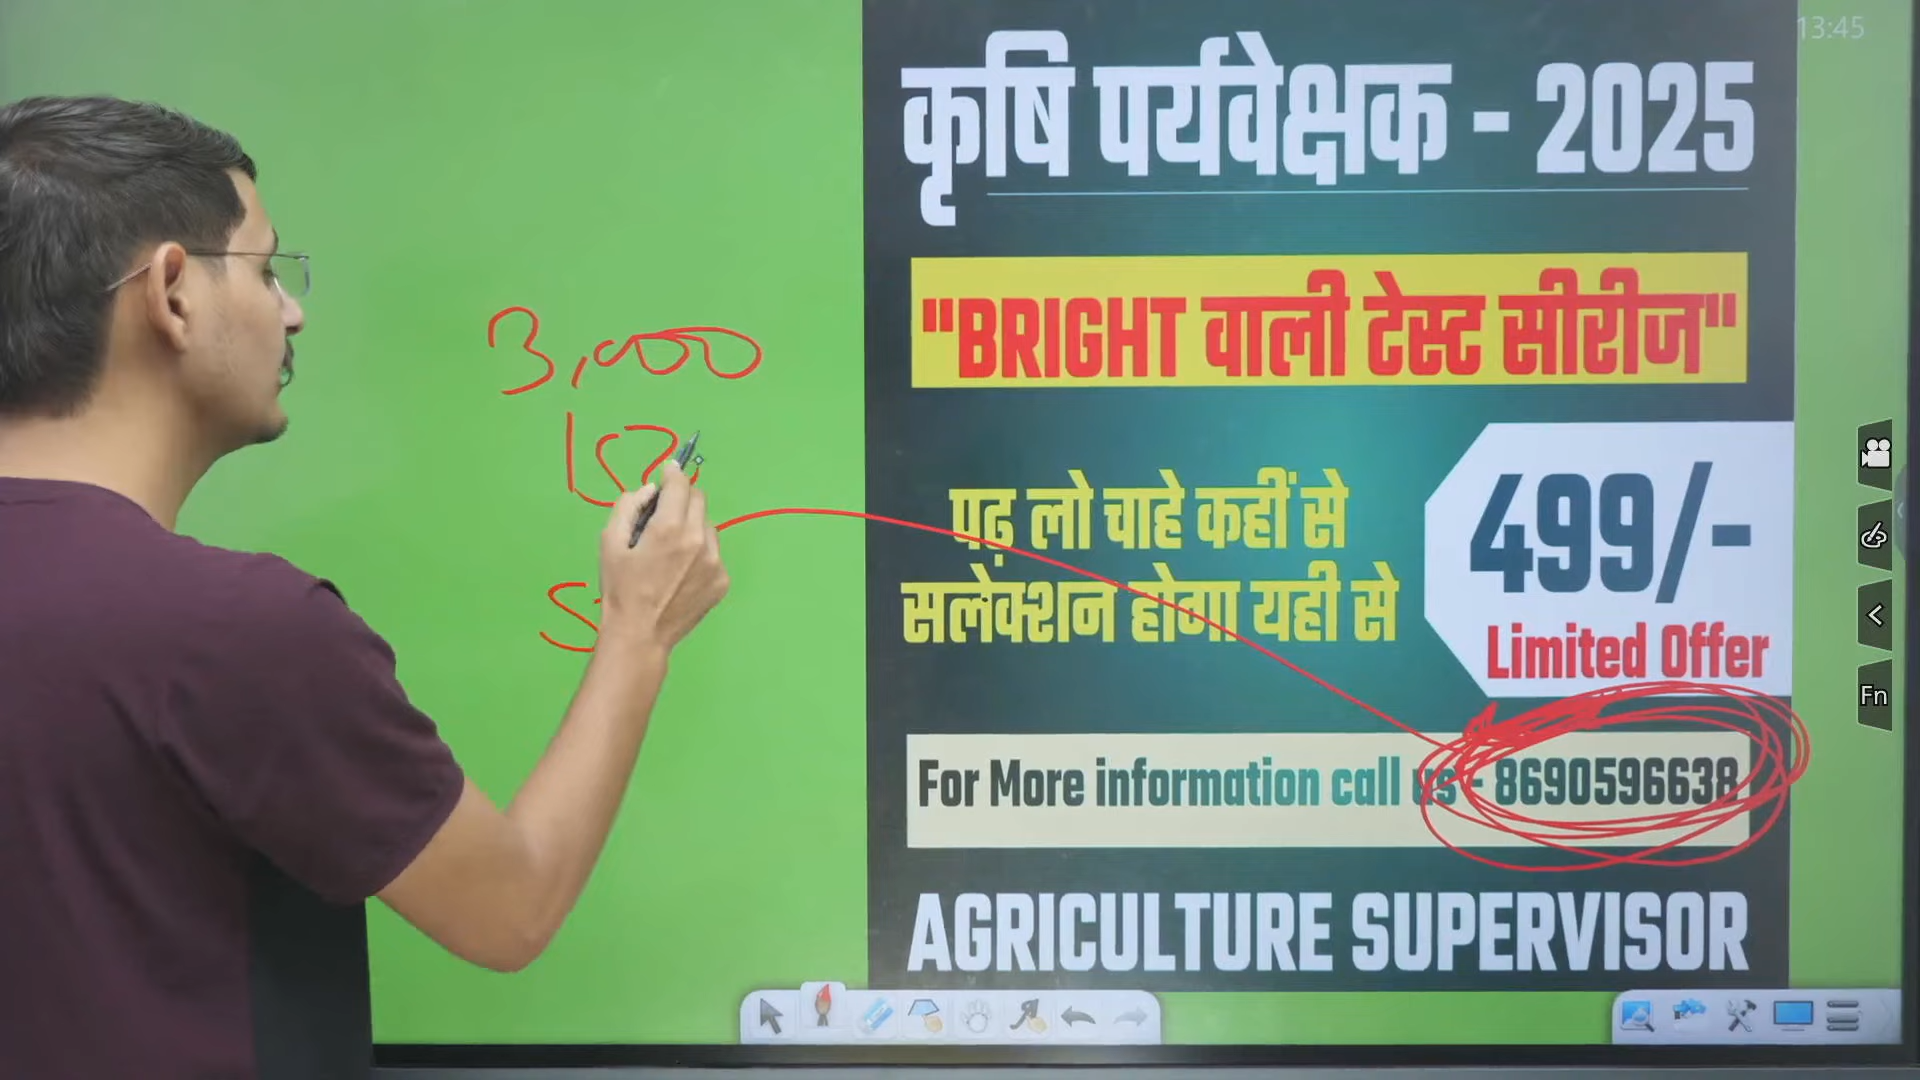 13:45
कृषि पर्यवेक्षक - 2025
"BRIGHT वाली टेस्ट सीरीज"
3,000
पढ़ लो चाहे कहीं से
सलेक्शन होगा यही से
499/-
Limited Offer
For More information call us - 8690596638
AGRICULTURE SUPERVISOR
Fn